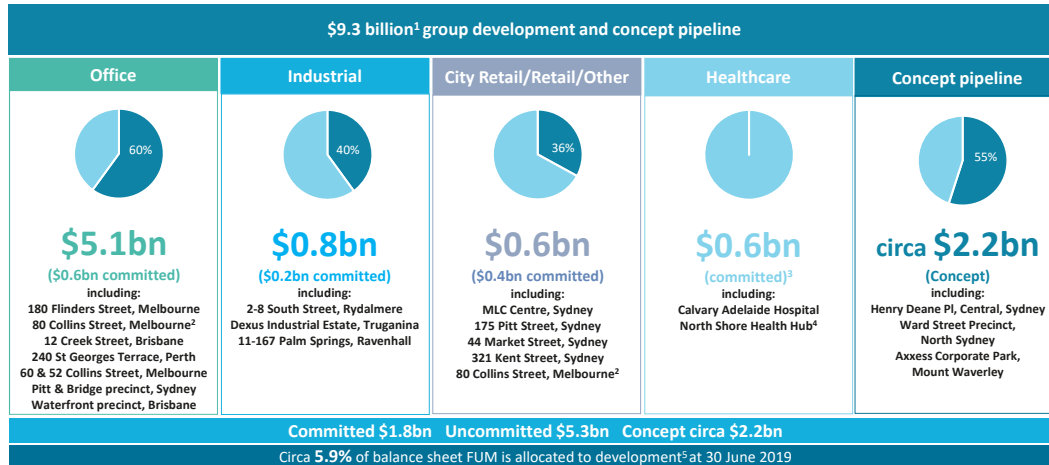 $9.3 billion1 group development and concept pipeline
Office
60%
$5.1bn
($0.6bn committed)
including:
180 Flinders Street, Melbourne
80 Collins Street, Melbourne2
12 Creek Street, Brisbane
240 St Georges Terrace, Perth
60 & 52 Collins Street, Melbourne
Pitt & Bridge precinct, Sydney
Waterfront precinct, Brisbane
Industrial
40%
$0.8bn
($0.2bn committed)
including:
2-8 South Street, Rydalmere
Dexus Industrial Estate, Truganina
11-167 Palm Springs, Ravenhall
City Retail/Retail/Other
36%
$0.6bn
($0.4bn committed)
including:
MLC Centre, Sydney
175 Pitt Street, Sydney
44 Market Street, Sydney
321 Kent Street, Sydney
80 Collins Street, Melbourne2
Healthcare
$0.6bn
(committed)3
including:
Calvary Adelaide Hospital
North Shore Health Hub4
Concept pipeline
55%
circa $2.2bn
(Concept)
including:
Henry Deane Pl, Central, Sydney
Ward Street Precinct,
North Sydney
Axxess Corporate Park,
Mount Waverley
Committed $1.8bn Uncommitted $5.3bn Concept circa $2.2bn
Circa 5.9% of balance sheet FUM is allocated to development5 at 30 June 2019